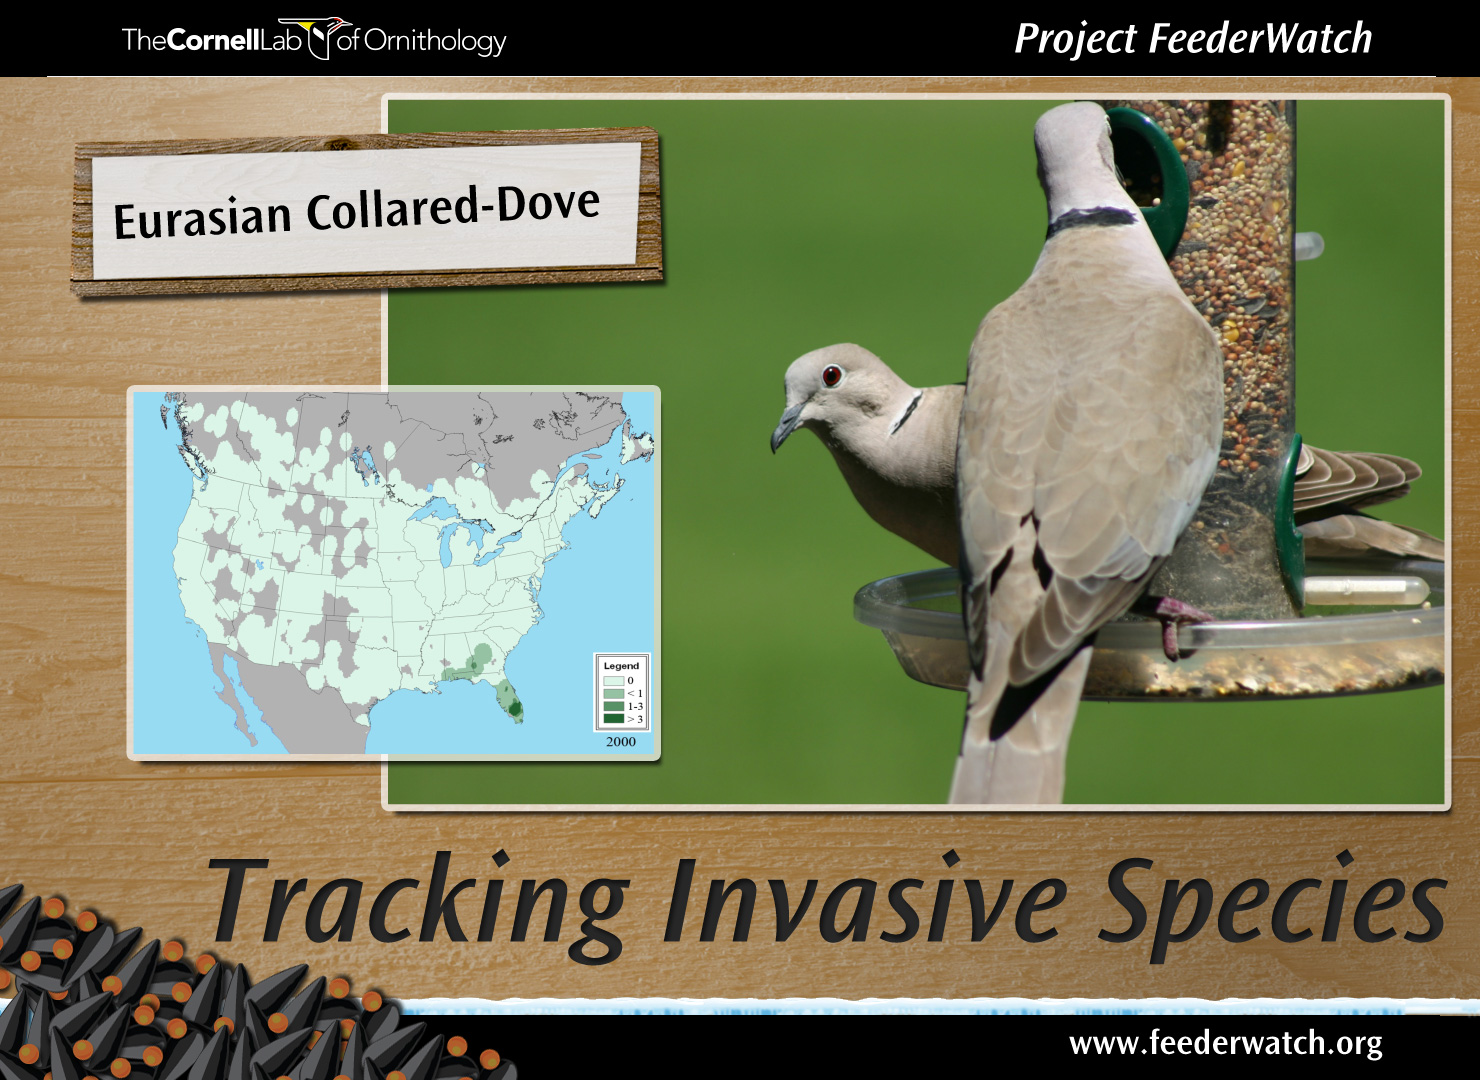 TheCornellLab of Ornithology
Project FeederWatch
Eurasian Collared-Dove
Legend
0
< 1
1-3
> 3
2000
Tracking Invasive Species
www.feederwatch.org